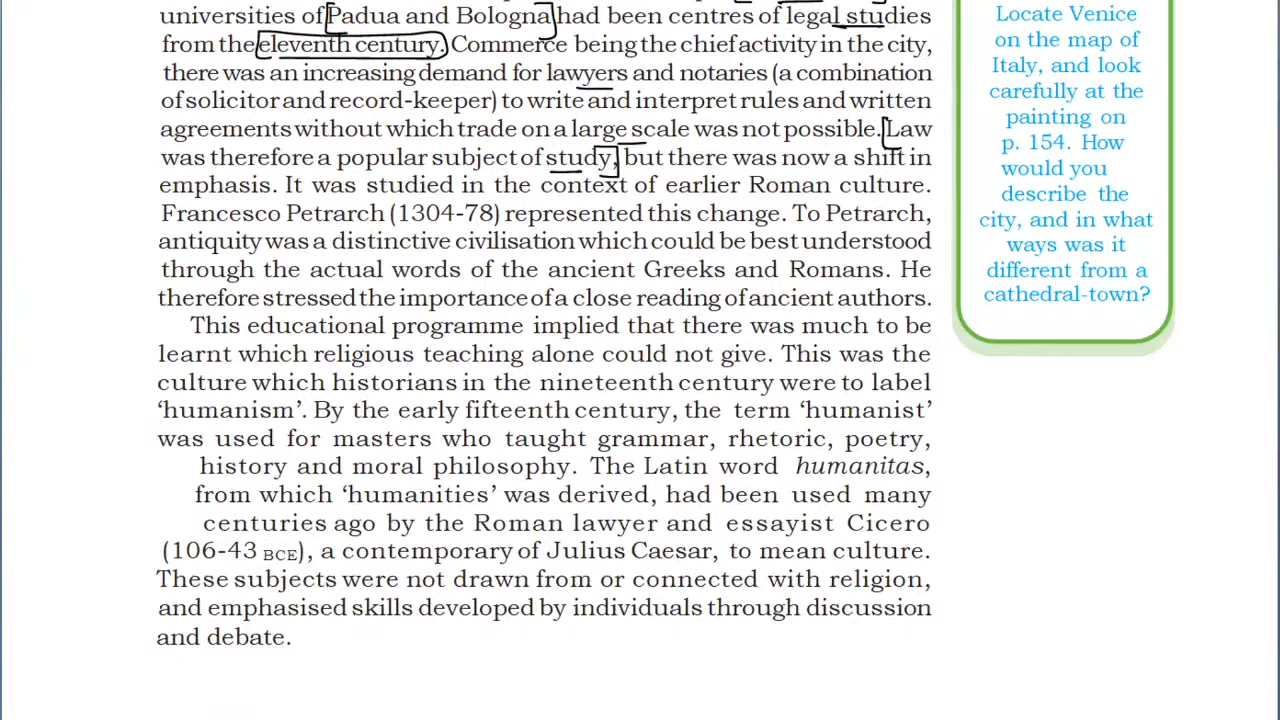 universities of Padua and Bologna had been centres of legal studies
from the eleventh century. Commerce being the chief activity in the city,
there was an increasing demand for lawyers and notaries (a combination
of solicitor and record-keeper) to write and interpret rules and written
agreements without which trade on a large scale was not possible. Law
was therefore a popular subject of study, but there was now a shift in
emphasis. It was studied in the context of earlier Roman culture.
Francesco Petrarch (1304-78) represented this change. To Petrarch,
antiquity was a distinctive civilisation which could be best understood
through the actual words of the ancient Greeks and Romans. He
therefore stressed the importance of a close reading of ancient authors.
This educational programme implied that there was much to be
learnt which religious teaching alone could not give. This was the
culture which historians in the nineteenth century were to label
‘humanism’. By the early fifteenth century, the term ‘humanist’
was used for masters who taught grammar, rhetoric, poetry,
history and moral philosophy. The Latin word humanitas,
from which ‘humanities’ was derived, had been used many
centuries ago by the Roman lawyer and essayist Cicero
(106-43 BCE), a contemporary of Julius Caesar, to mean culture.
These subjects were not drawn from or connected with religion,
and emphasised skills developed by individuals through discussion
and debate.
Locate Venice
on the map of
Italy, and look
carefully at the
painting on
p. 154. How
would you
describe the
city, and in what
ways was it
different from a
cathedral-town?